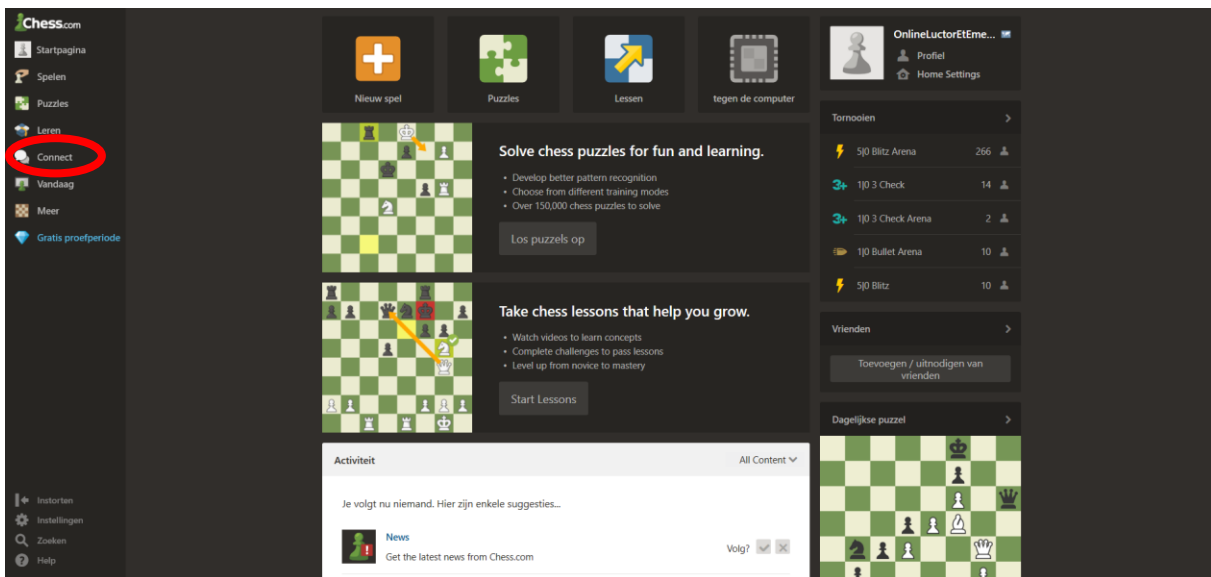 Chess.com
Startpagina
Spelen
Puzzles
Leren
Connect
Vandaag
Meer
Gratis proefperiode
Instorten
Instellingen
Zoeken
Help
Nieuw spel
Puzzles
Lessen
tegen de computer
Solve chess puzzles for fun and learning.
• Develop better pattern recognition
• Choose from different training modes
• Over 150,000 chess puzzles to solve
Los puzzels op
Take chess lessons that help you grow.
• Watch videos to learn concepts
• Complete challenges to pass lessons
• Level up from novice to mastery
Start Lessons
Activiteit
All Content
Je volgt nu niemand. Hier zijn enkele suggesties...
News
Get the latest news from Chess.com
Volg?
OnlineLuctorEtEme...
Profiel
Home Settings
Tornooien
5|0 Blitz Arena 266
3+ 1|0 3 Check 14
3+ 1|0 3 Check Arena 2
1|0 Bullet Arena 10
5|0 Blitz 10
Vrienden
Toevoegen / uitnodigen van
vrienden
Dagelijkse puzzel